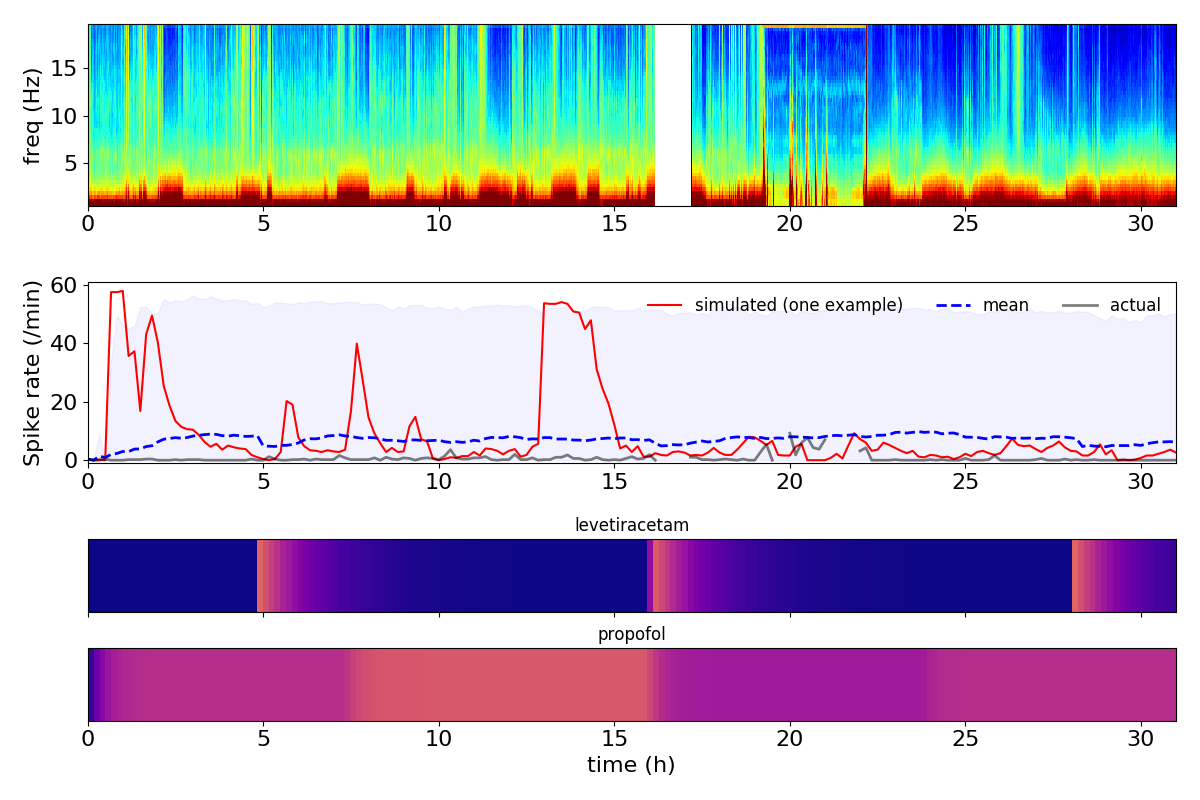 freq (Hz)
15
10
5
0 5 10 15 20 25 30
Spike rate (/min)
60
40
20
0
simulated (one example) mean actual
0 5 10 15 20 25 30
levetiracetam
propofol
0 5 10 15 20 25 30
time (h)